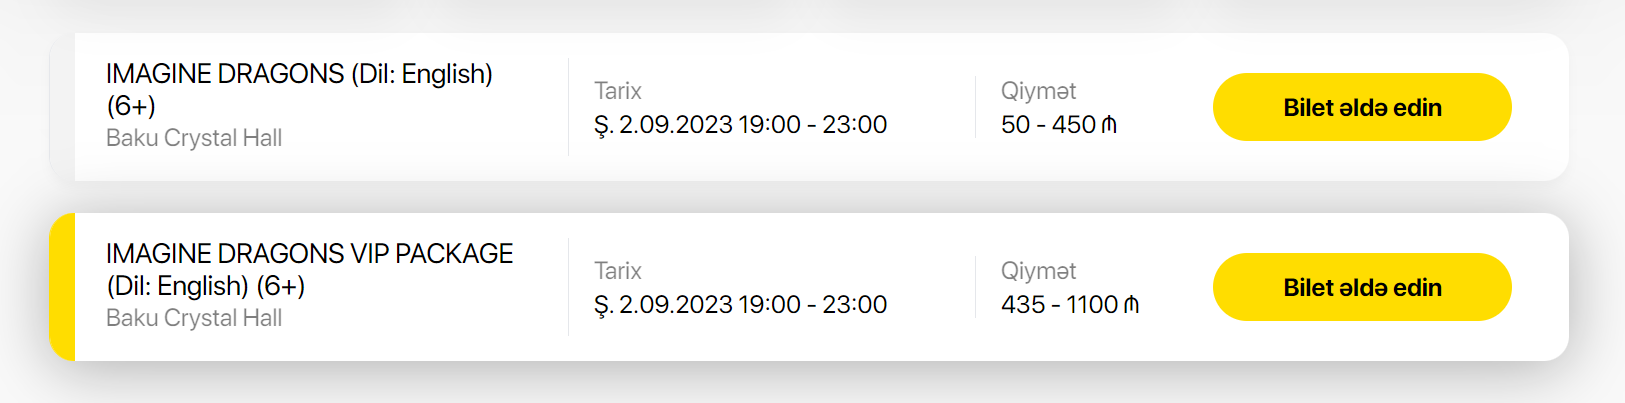 IMAGINE DRAGONS (Dil: English)
(6+)
Baku Crystal Hall
Tarix
Ş. 2.09.2023 19:00 - 23:00
Qiymət
50 - 450 ₼
Bilet əldə edin
IMAGINE DRAGONS VIP PACKAGE
(Dil: English) (6+)
Baku Crystal Hall
Tarix
Ş. 2.09.2023 19:00 - 23:00
Qiymət
435 - 1100 ₼
Bilet əldə edin